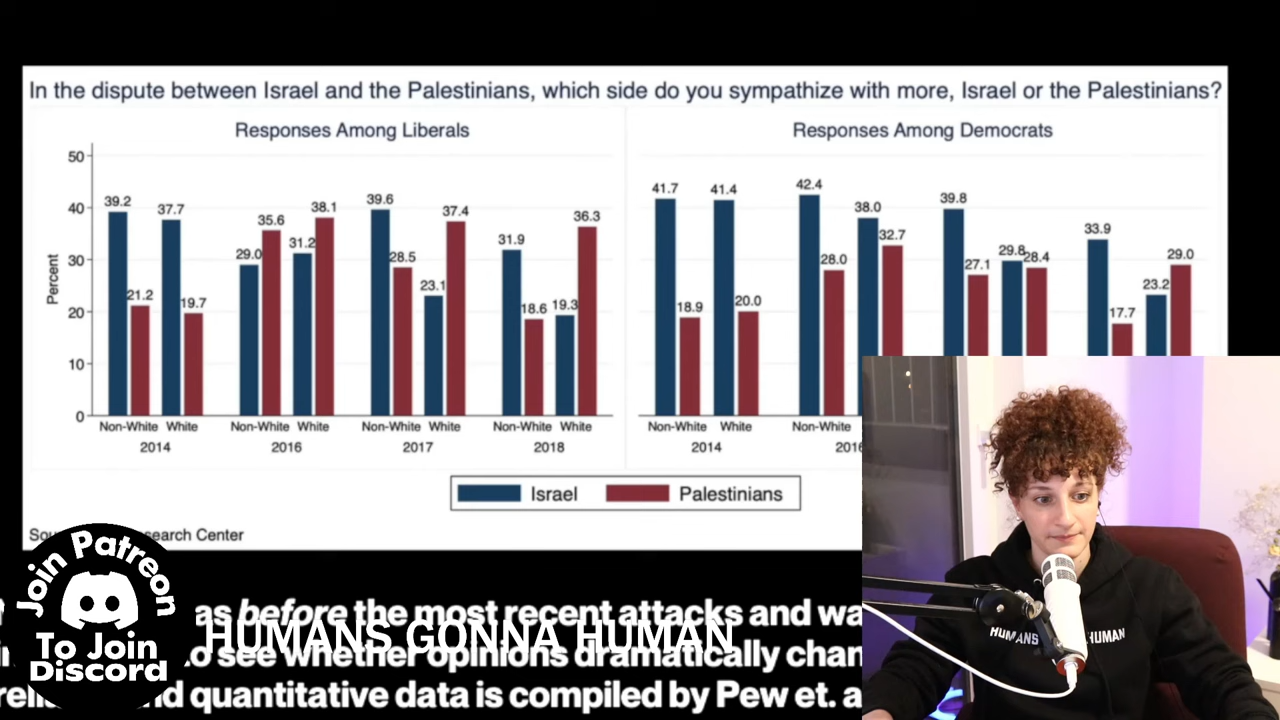 In the dispute between Israel and the Palestinians, which side do you sympathize with more, Israel or the Palestinians?
Responses Among Liberals
Percent
50
40
30
20
10
0
39.2 21.2 37.7 19.7 29.0 35.6 31.2 38.1 39.6 28.5 23.1 37.4 31.9 18.6 19.3 36.3
Non-White White Non-White White Non-White White Non-White White
2014 2016 2017 2018
Responses Among Democrats
41.7 18.9 41.4 20.0 42.4 28.0 38.0 32.7 39.8 27.1 29.8 28.4 33.9 17.7 23.2 29.0
Non-White White Non-White
2014
Israel Palestinians
Center
Join Patreon
To Join
Discord
as before the most recent attacks and
HUMANS GONNA HUMAN
to see whether opinions dramatically
quantitative data is compiled by Pew et.
HUMANS HUMAN